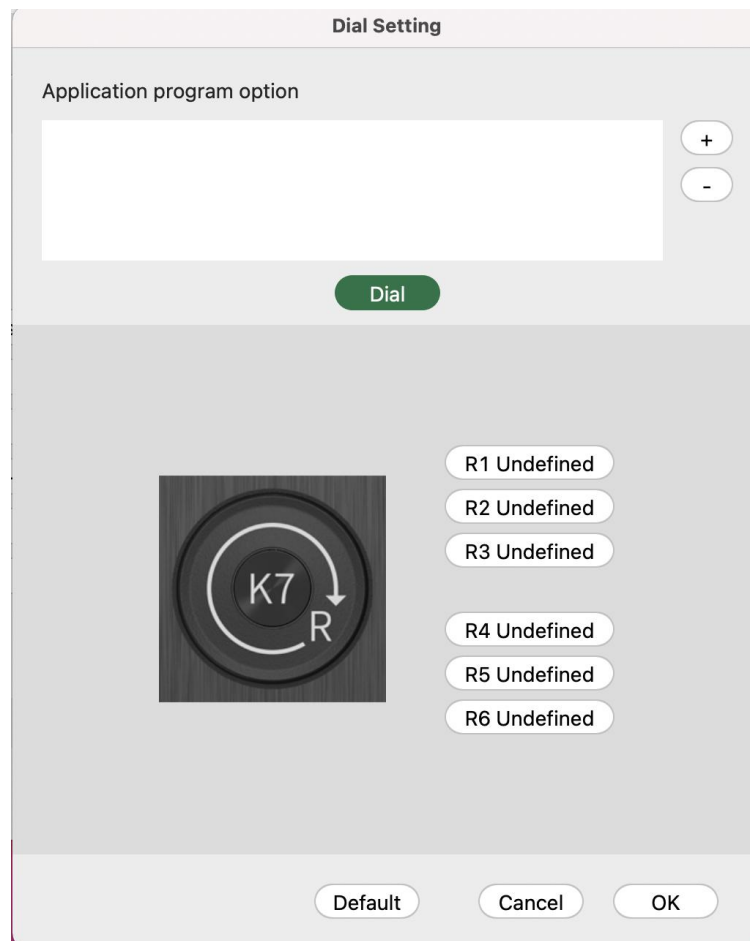 Dial Setting
Application program option
+
-
Dial
K7
R
R1 Undefined
R2 Undefined
R3 Undefined
R4 Undefined
R5 Undefined
R6 Undefined
Default
Cancel
OK